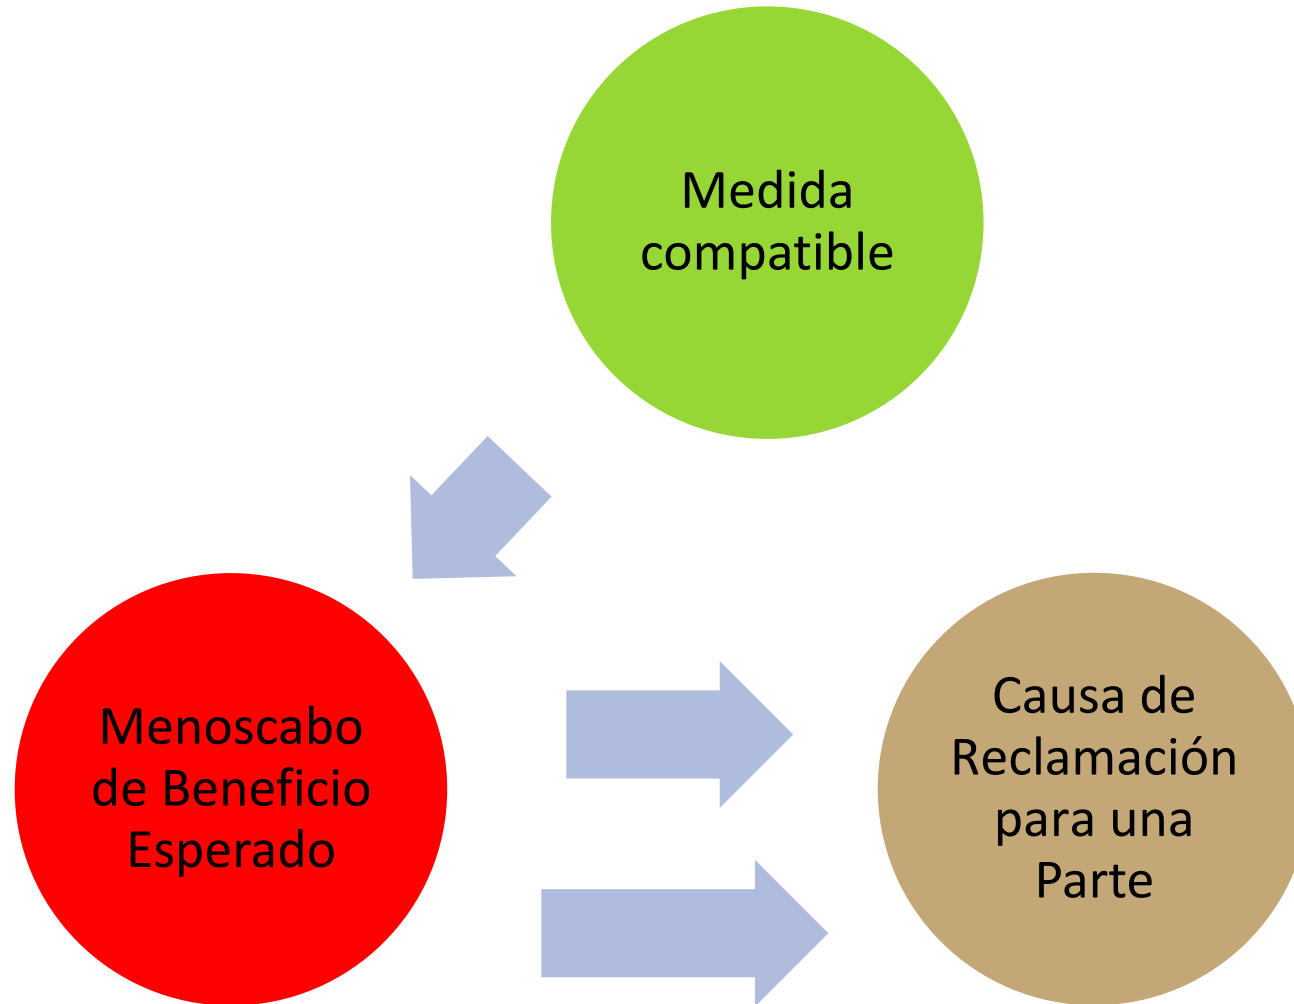 Medida
compatible
Menoscabo
de Beneficio
Esperado
Causa de
Reclamación
para una
Parte